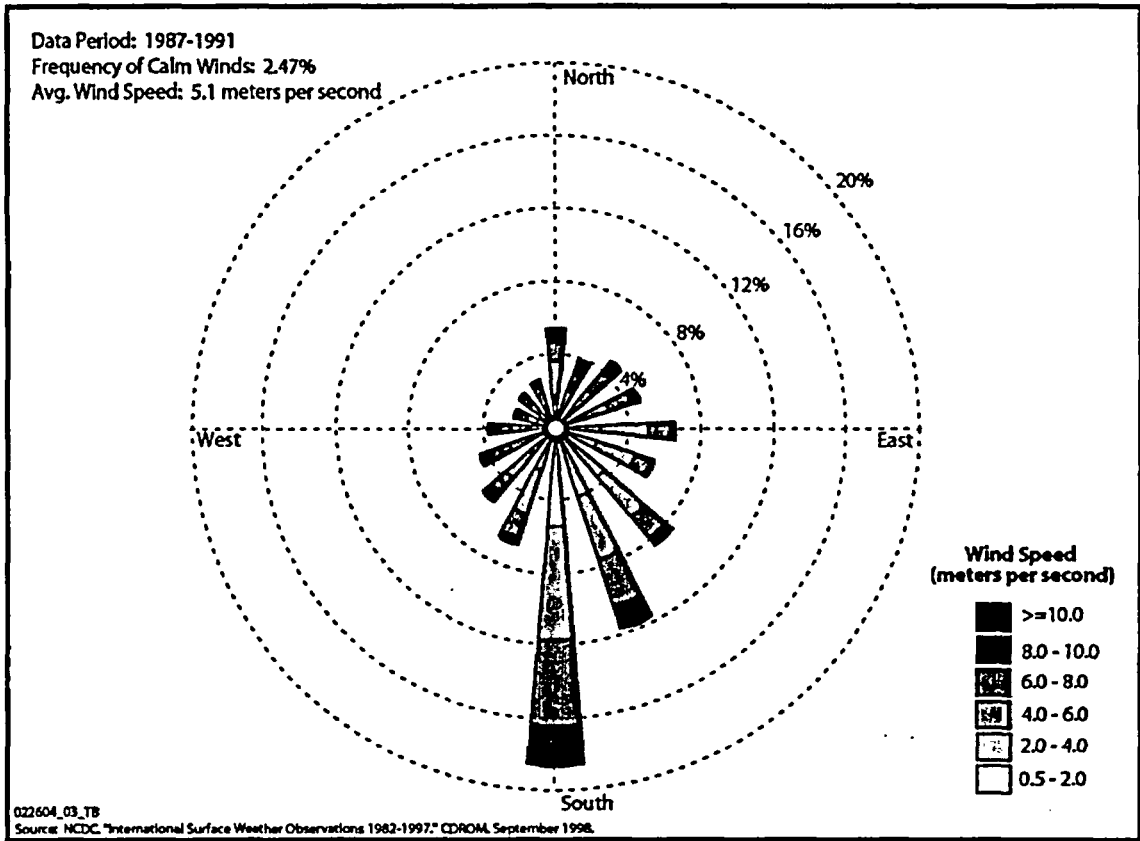 Data Period: 1987-1991
Frequency of Calm Winds: 2.47%
Avg. Wind Speed: 5.1 meters per second
North
20%
16%
12%
8%
4%
West
East
South
Wind Speed
(meters per second)
>=10.0
8.0 - 10.0
6.0 - 8.0
4.0 - 6.0
2.0 - 4.0
0.5 - 2.0
022604_03_TB
Source: NCDC. "International Surface Weather Observations 1982-1997." CDROM. September 1998.